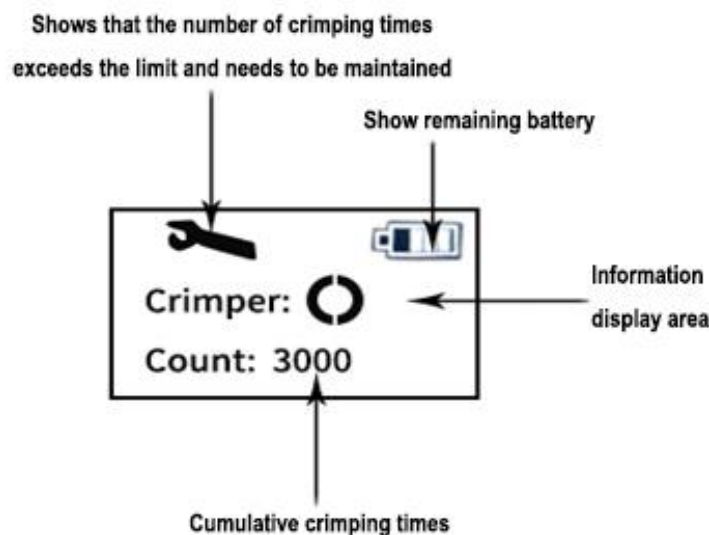 Shows that the number of crimping times
exceeds the limit and needs to be maintained
Show remaining battery
Crimper:
Information
display area
Count: 3000
Cumulative crimping times